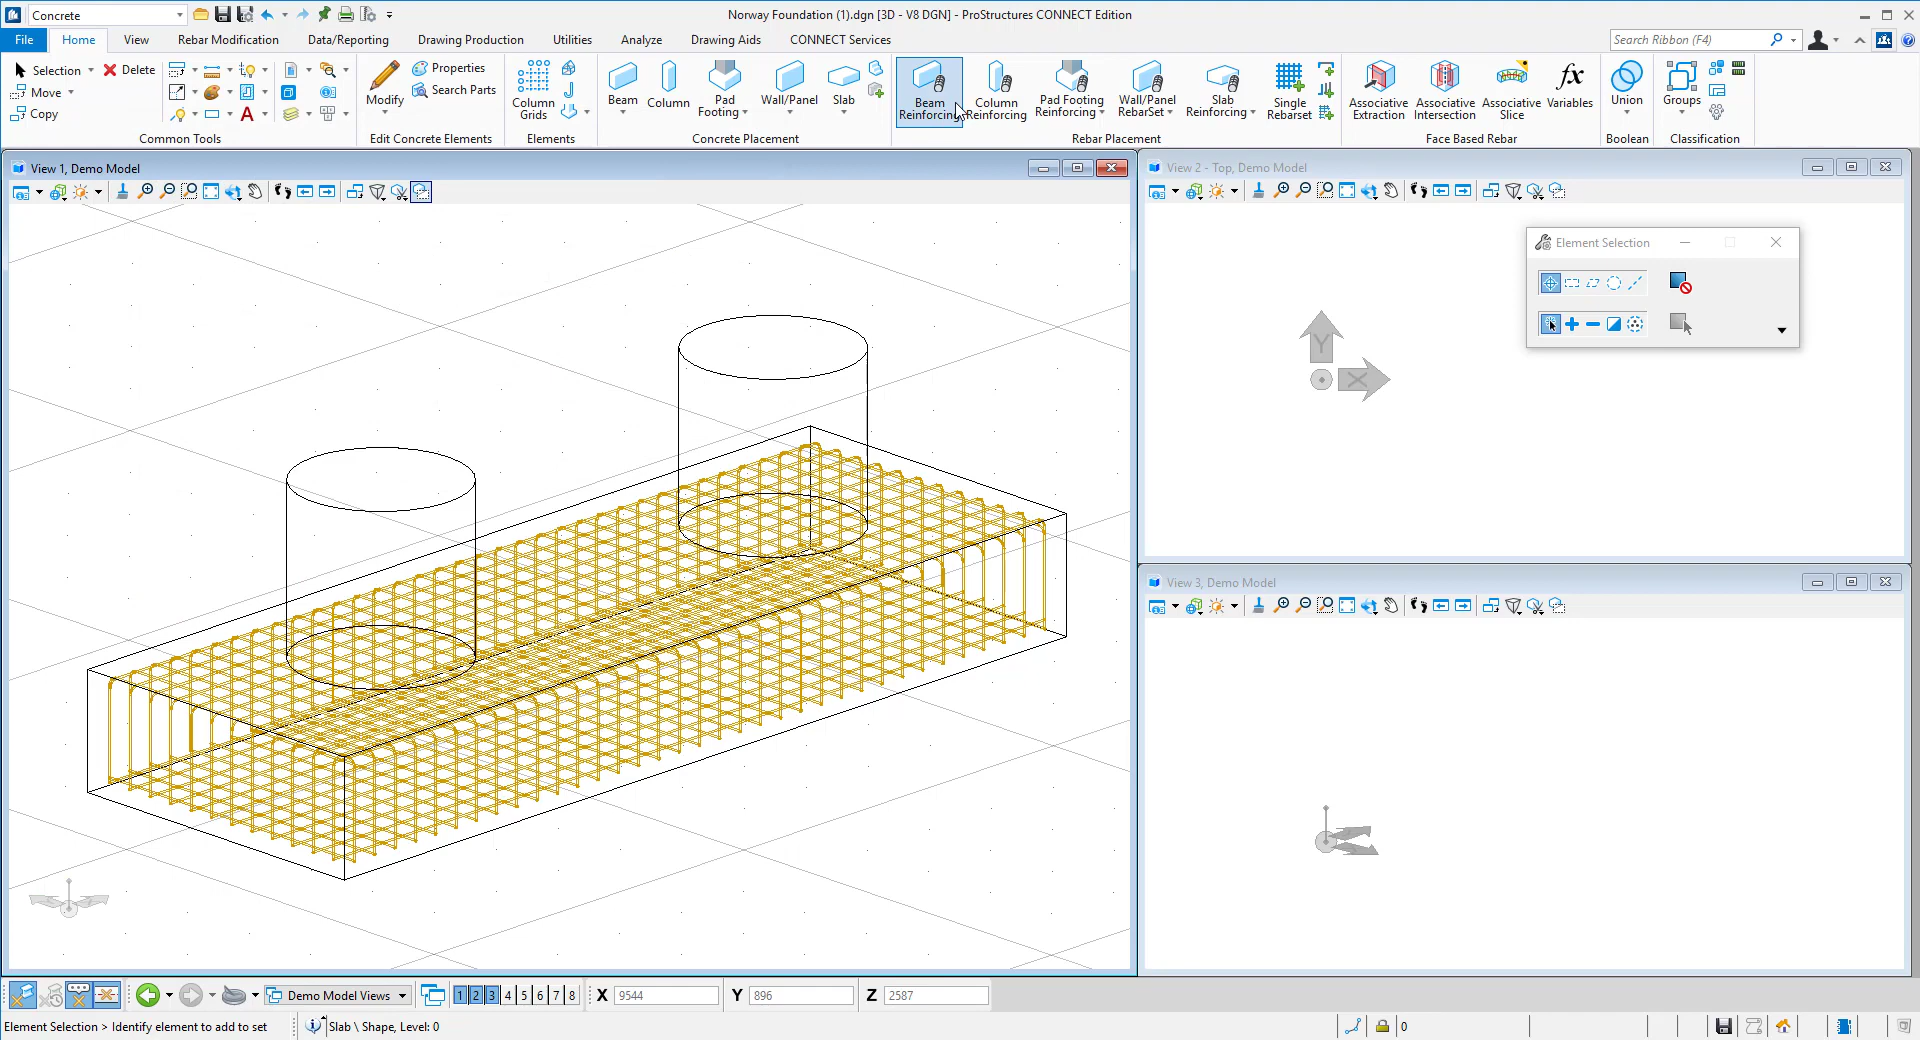 Concrete
Norway Foundation (1).dgn [3D - V8 DGN] - ProStructures CONNECT Edition
File
Home
View
Rebar Modification
Data/Reporting
Drawing Production
Utilities
Analyze
Drawing Aids
CONNECT Services
Search Ribbon (F4)
Selection
Delete
Move
Copy
Common Tools
Modify
Properties
Search Parts
Edit Concrete Elements
Column
Grids
Elements
Beam
Column
Pad
Footing
Wall/Panel
Slab
Concrete Placement
Beam
Reinforcing
Column
Reinforcing
Pad Footing
Reinforcing
Wall/Panel
RebarSet
Slab
Reinforcing
Single
Rebarset
Rebar Placement
Associative
Extraction
Associative
Intersection
Associative
Slice
Variables
Face Based Rebar
Union
Boolean
Groups
Classification
View 1, Demo Model
View 2 - Top, Demo Model
Element Selection
Y
X
View 3, Demo Model
Demo Model Views
1 2 3 4 5 6 7 8
X 9544
Y 896
Z 2587
Element Selection > Identify element to add to set
Slab \ Shape, Level: 0
0